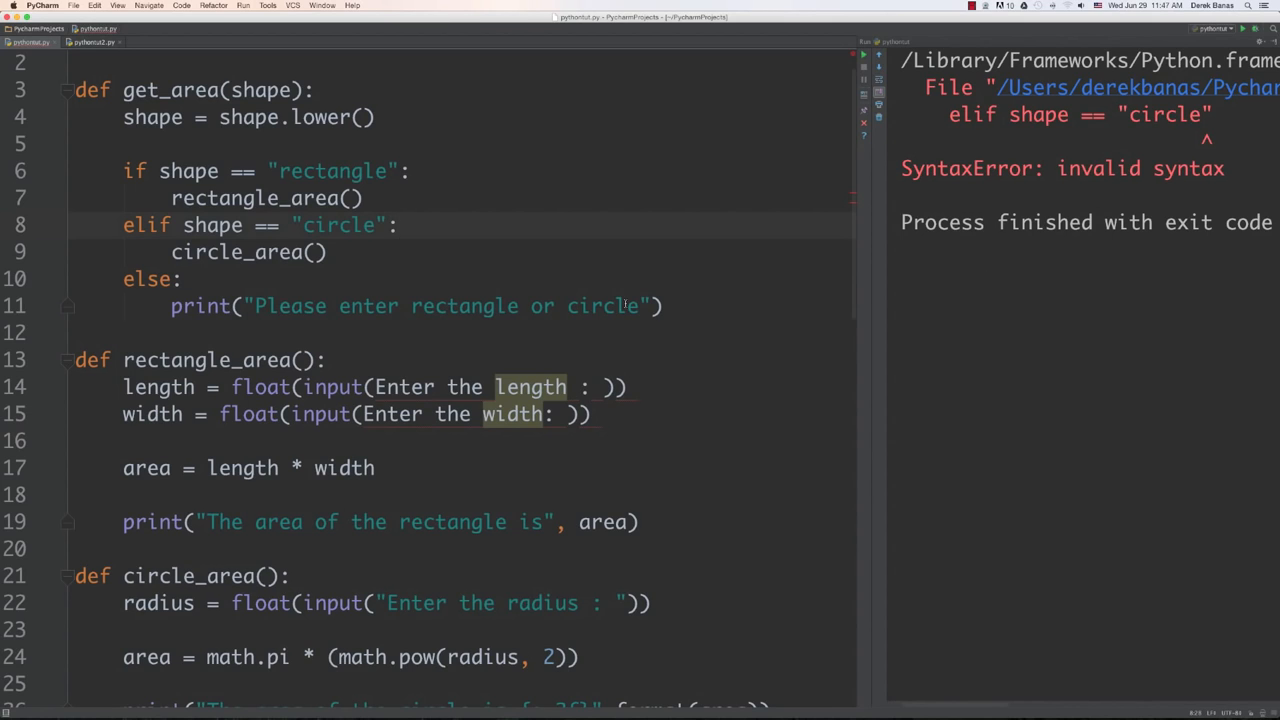 PyCharm File Edit View Navigate Code Refactor Run Tools VCS Window Help
10 Wed Jun 29 11:47 AM Derek Banas
pythontut.py - PycharmProjects - [~/PycharmProjects]
PycharmProjects pythontut.py
pythontut
pythontut.py pythontut2.py
Run: pythontut
2
3 def get_area(shape):
4 shape = shape.lower()
5
6 if shape == "rectangle":
7 rectangle_area()
8 elif shape == "circle":
9 circle_area()
10 else:
11 print("Please enter rectangle or circle")
12
13 def rectangle_area():
14 length = float(input(Enter the length : ))
15 width = float(input(Enter the width: ))
16
17 area = length * width
18
19 print("The area of the rectangle is", area)
20
21 def circle_area():
22 radius = float(input("Enter the radius : "))
23
24 area = math.pi * (math.pow(radius, 2))
25
/Library/Frameworks/Python.frame
File "/Users/derekbanas/Pychar
elif shape == "circle"
^
SyntaxError: invalid syntax
Process finished with exit code
8:28 LF÷ UTF-8÷